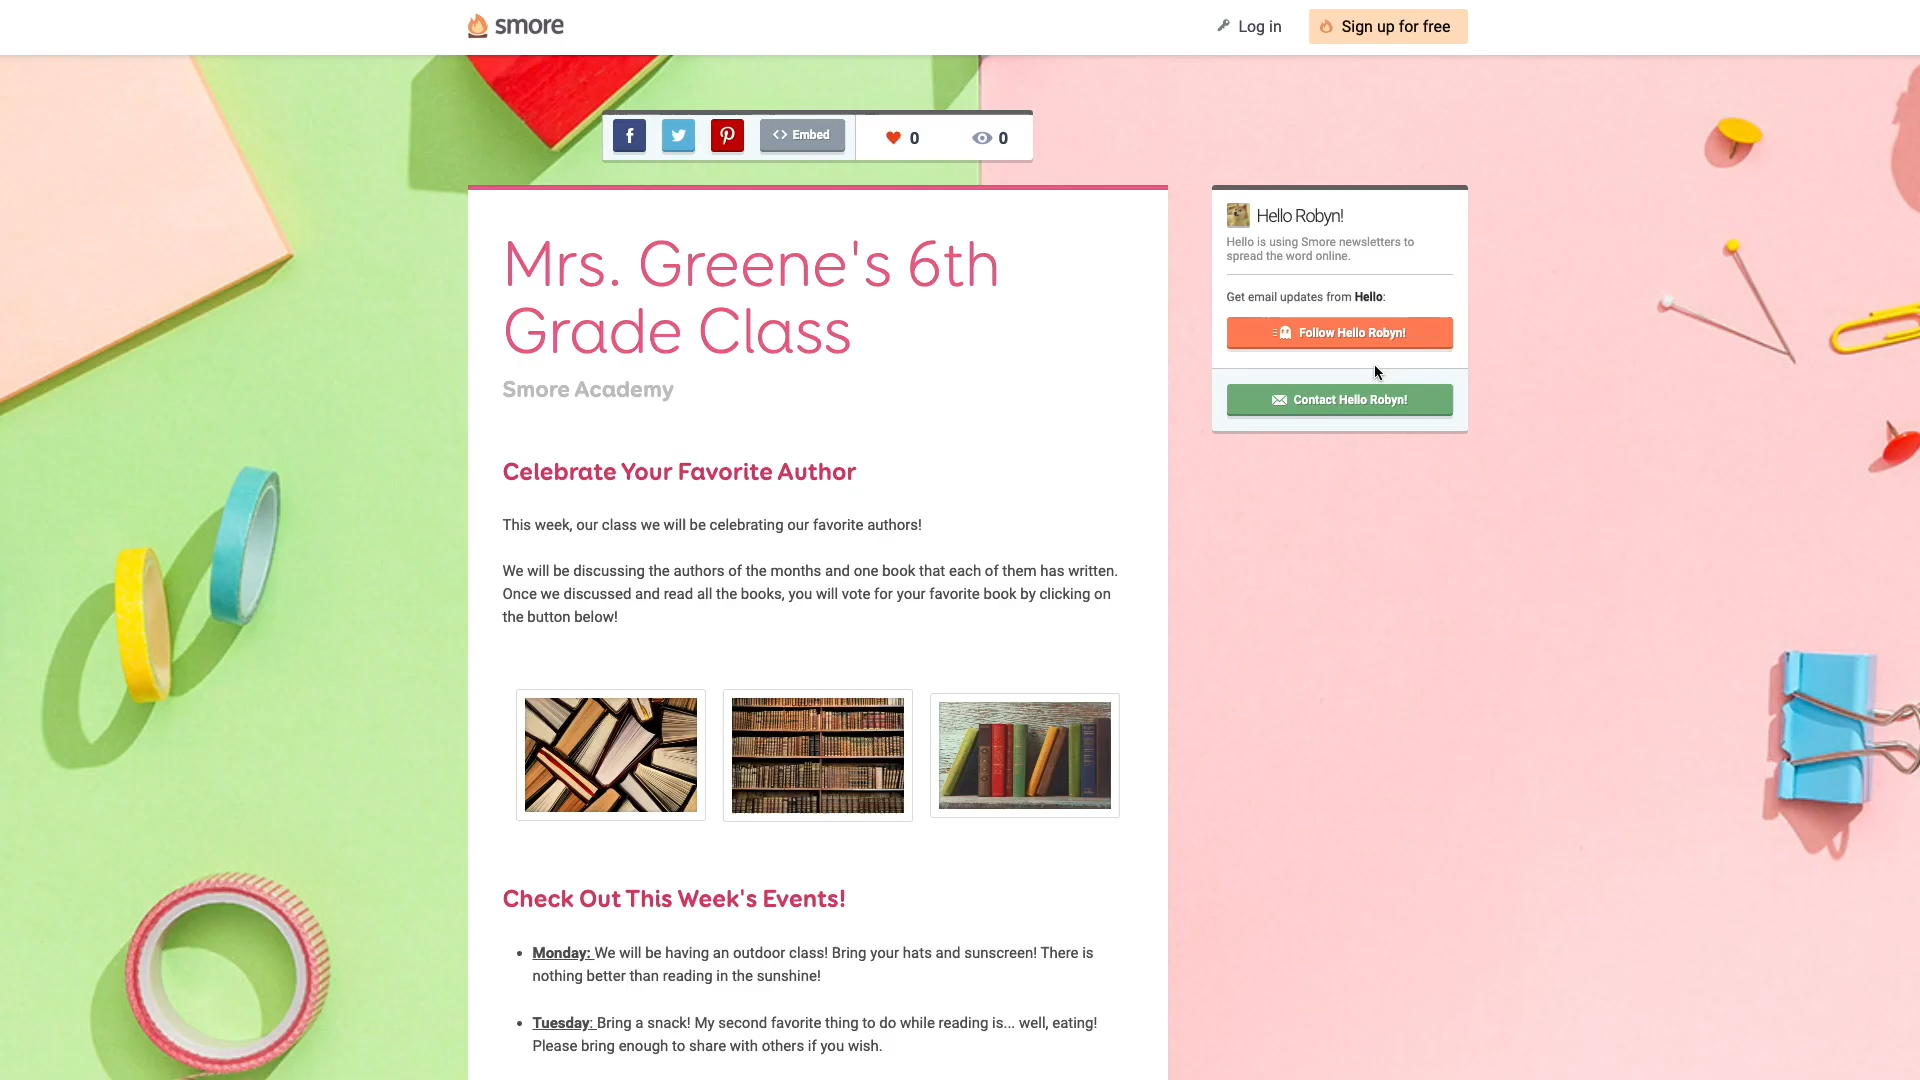 smore
Log in
Sign up for free
f
Embed
0
0
Mrs. Greene's 6th
Grade Class
Smore Academy
Hello Robyn!
Hello is using Smore newsletters to
spread the word online.
Get email updates from Hello:
Follow Hello Robyn!
Contact Hello Robyn!
Celebrate Your Favorite Author
This week, our class we will be celebrating our favorite authors!
We will be discussing the authors of the months and one book that each of them has written.
Once we discussed and read all the books, you will vote for your favorite book by clicking on
the button below!
Check Out This Week's Events!
Monday: We will be having an outdoor class! Bring your hats and sunscreen! There is
nothing better than reading in the sunshine!
Tuesday: Bring a snack! My second favorite thing to do while reading is... well, eating!
Please bring enough to share with others if you wish.